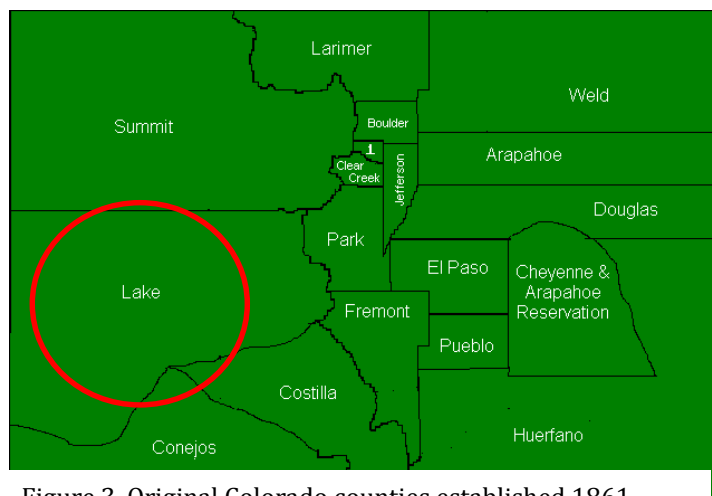 Larimer
Weld
Summit
Boulder
1
Arapahoe
Clear
Creek
Jefferson
Douglas
Park
El Paso
Cheyenne &
Arapahoe
Reservation
Lake
Fremont
Pueblo
Costilla
Huerfano
Conejos
Figure 3. Original Colorado counties established 1861